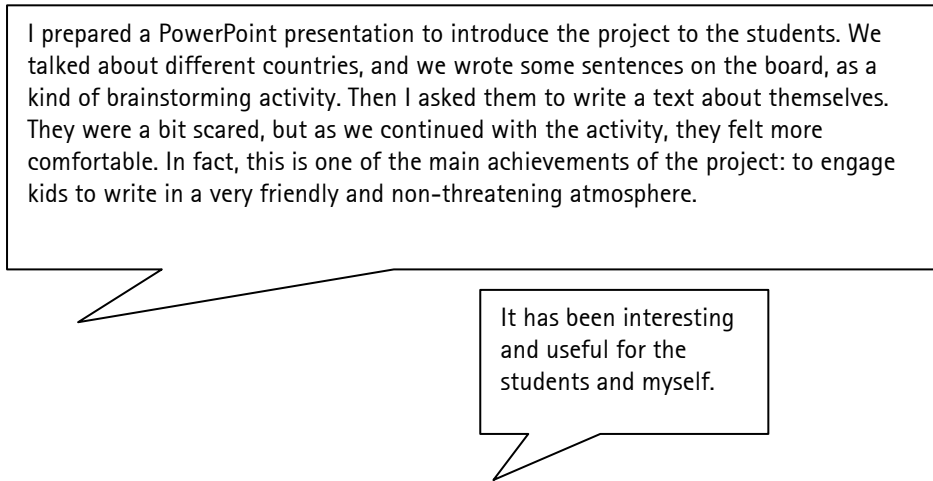 I prepared a PowerPoint presentation to introduce the project to the students. We
talked about different countries, and we wrote some sentences on the board, as a
kind of brainstorming activity. Then I asked them to write a text about themselves.
They were a bit scared, but as we continued with the activity, they felt more
comfortable. In fact, this is one of the main achievements of the project: to engage
kids to write in a very friendly and non-threatening atmosphere.
It has been interesting
and useful for the
students and myself.